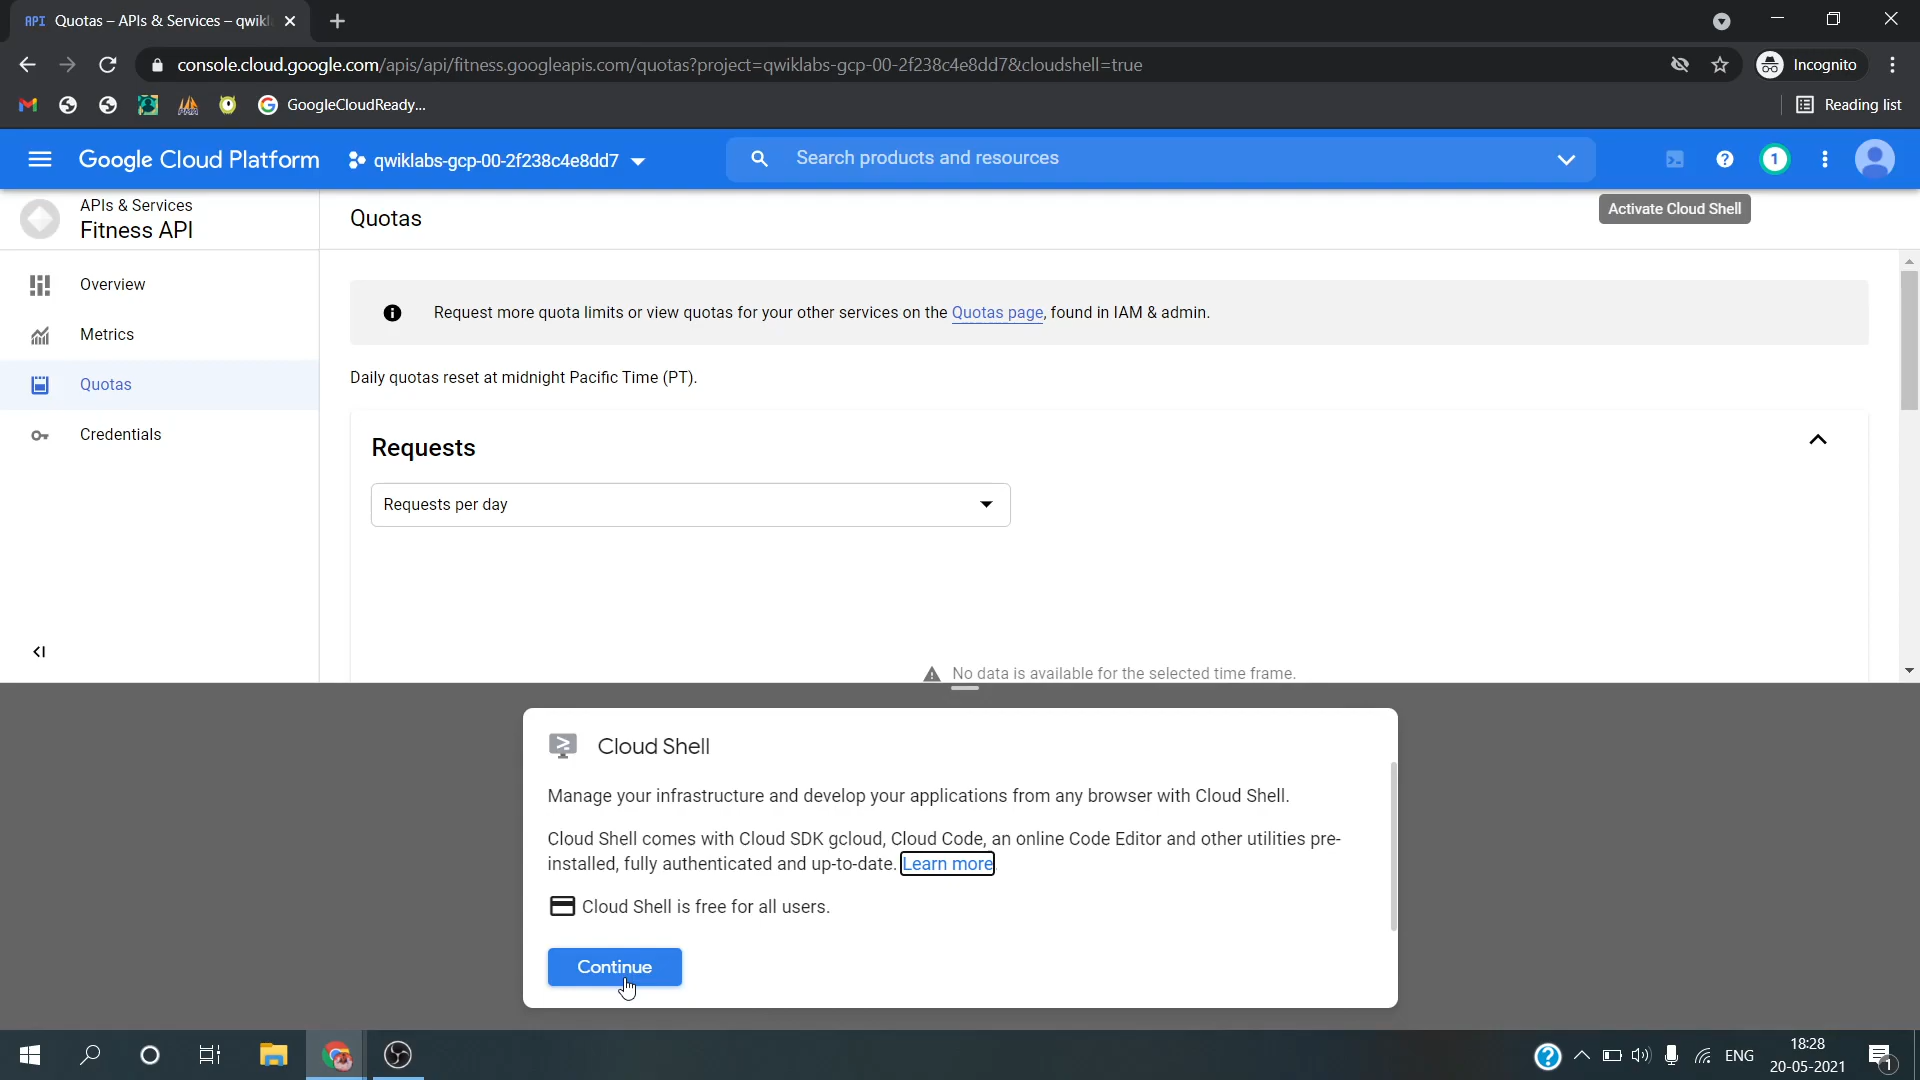 API Quotas – APIs & Services – qwikl
console.cloud.google.com/apis/api/fitness.googleapis.com/quotas?project=qwiklabs-gcp-00-2f238c4e8dd7&cloudshell=true
Incognito
GoogleCloudReady...
Reading list
Google Cloud Platform
qwiklabs-gcp-00-2f238c4e8dd7
Search products and resources
1
APIs & Services
Fitness API
Quotas
Activate Cloud Shell
Overview
Metrics
Quotas
Credentials
Request more quota limits or view quotas for your other services on the Quotas page, found in IAM & admin.
Daily quotas reset at midnight Pacific Time (PT).
Requests
Requests per day
No data is available for the selected time frame.
Cloud Shell
Manage your infrastructure and develop your applications from any browser with Cloud Shell.
Cloud Shell comes with Cloud SDK gcloud, Cloud Code, an online Code Editor and other utilities pre-
installed, fully authenticated and up-to-date. Learn more
Cloud Shell is free for all users.
Continue
ENG
18:28
20-05-2021
1